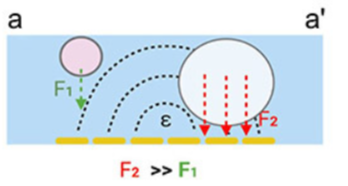 a a'
F₁
ε
F₂
F₂ >> F₁